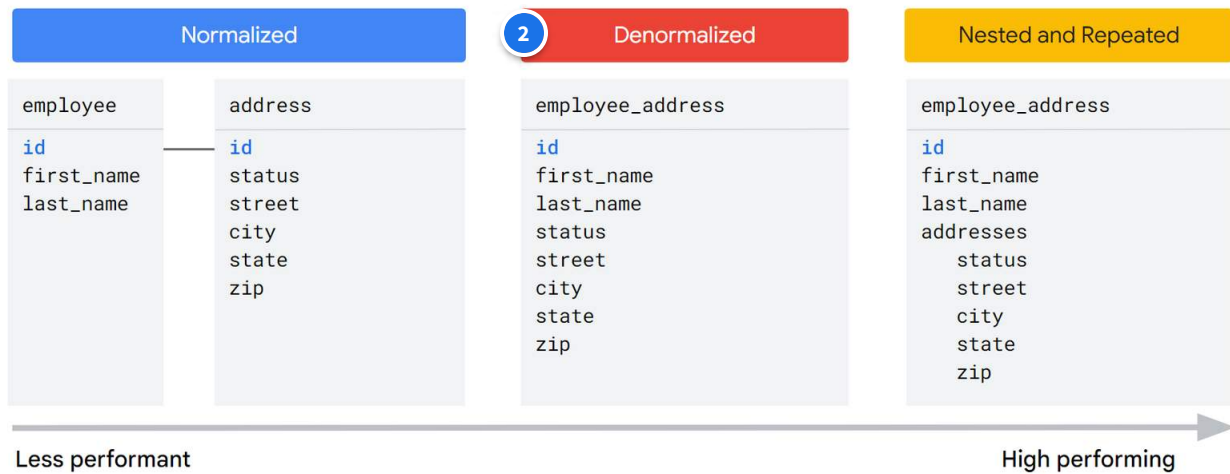 Normalized
2
Denormalized
Nested and Repeated
employee
id
first_name
last_name
address
id
status
street
city
state
zip
employee_address
id
first_name
last_name
status
street
city
state
zip
employee_address
id
first_name
last_name
addresses
status
street
city
state
zip
Less performant
High performing